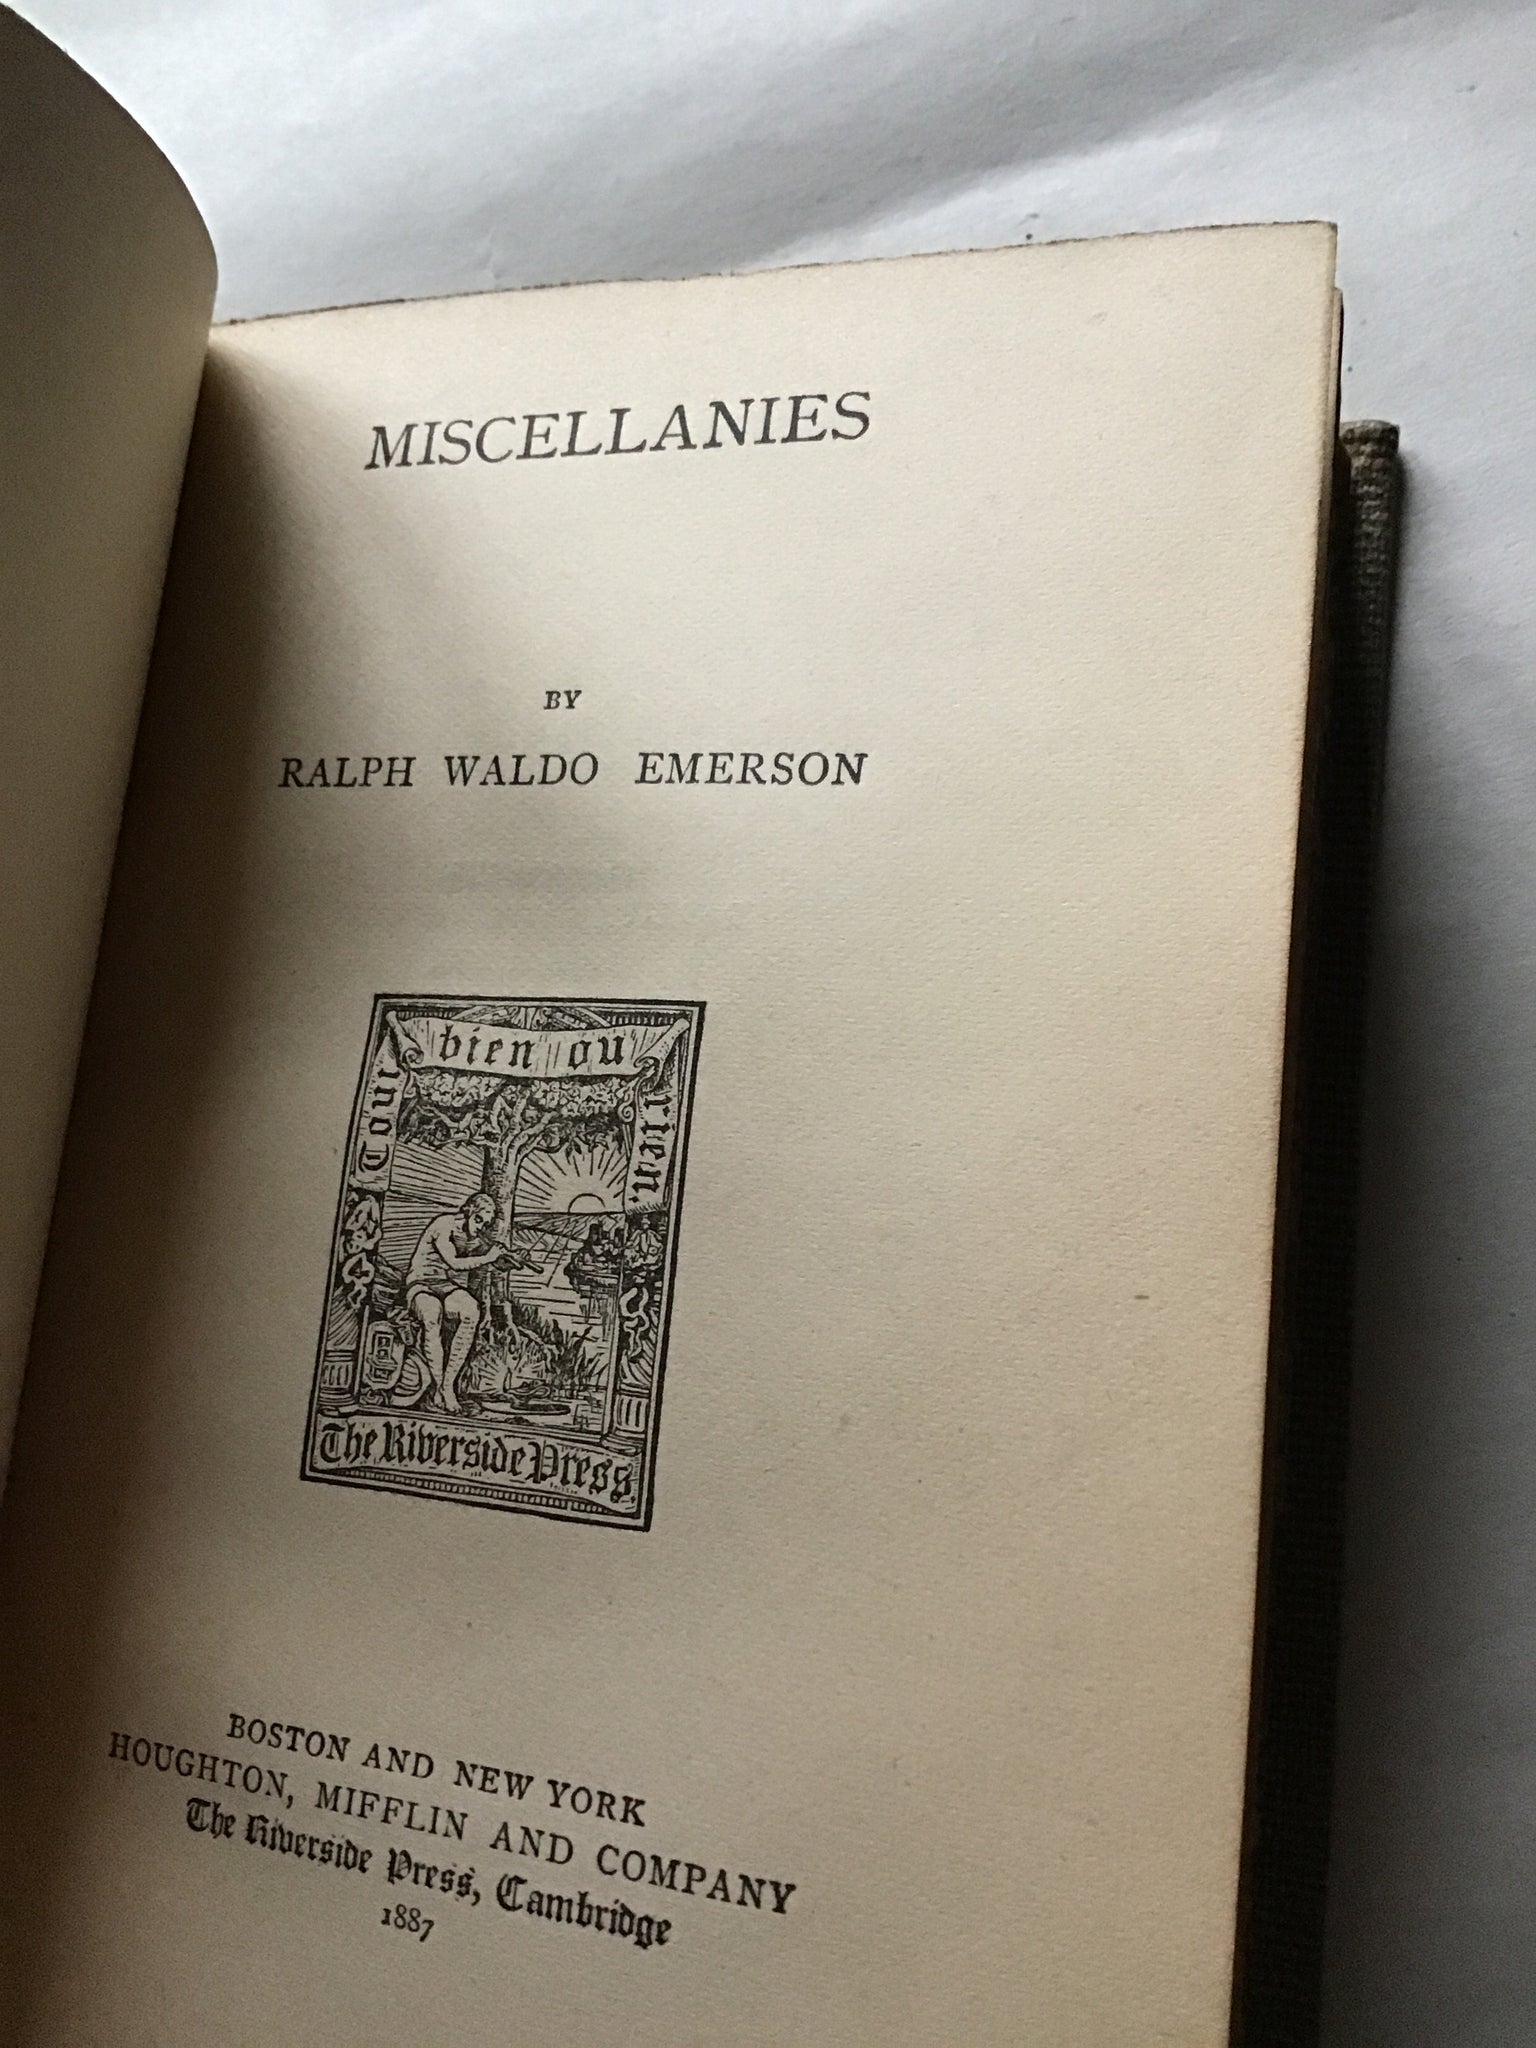 MISCELLANIES
BY
RALPH WALDO EMERSON
Tout
bien ou
rien.
The Riverside Press.
BOSTON AND NEW YORK
HOUGHTON, MIFFLIN AND COMPANY
The Riverside Press, Cambridge
1887